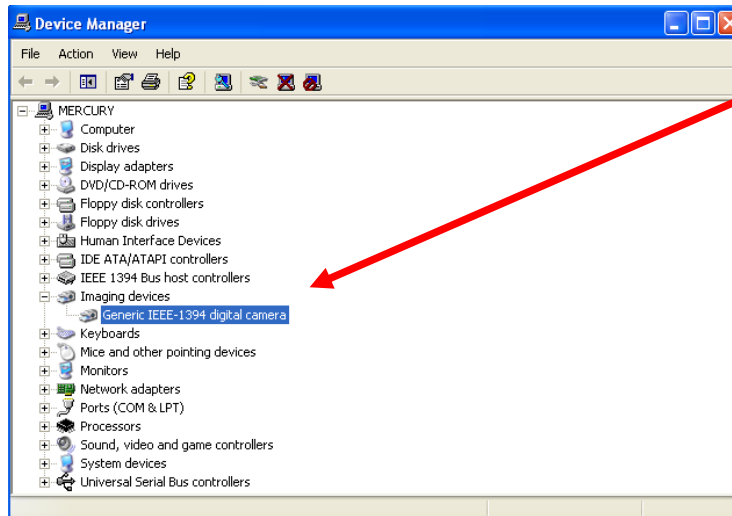 Device Manager
File Action View Help
MERCURY
Computer
Disk drives
Display adapters
DVD/CD-ROM drives
Floppy disk controllers
Floppy disk drives
Human Interface Devices
IDE ATA/ATAPI controllers
IEEE 1394 Bus host controllers
Imaging devices
Generic IEEE-1394 digital camera
Keyboards
Mice and other pointing devices
Monitors
Network adapters
Ports (COM & LPT)
Processors
Sound, video and game controllers
System devices
Universal Serial Bus controllers